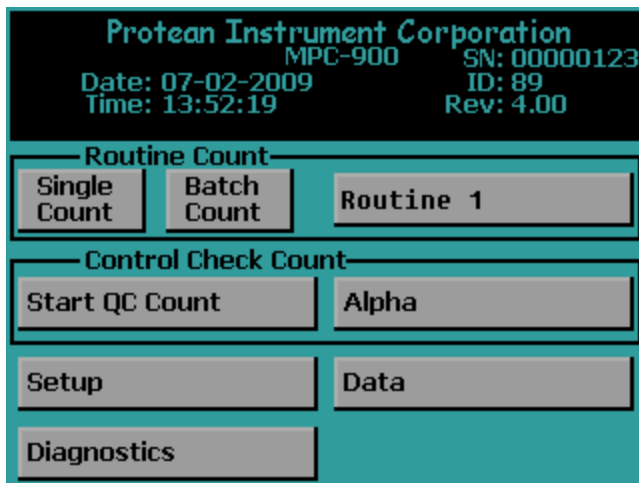 Protean Instrument Corporation
MPC-900 SN: 00000123
Date: 07-02-2009 ID: 89
Time: 13:52:19 Rev: 4.00
Routine Count
Single Count
Batch Count
Routine 1
Control Check Count
Start QC Count
Alpha
Setup
Data
Diagnostics